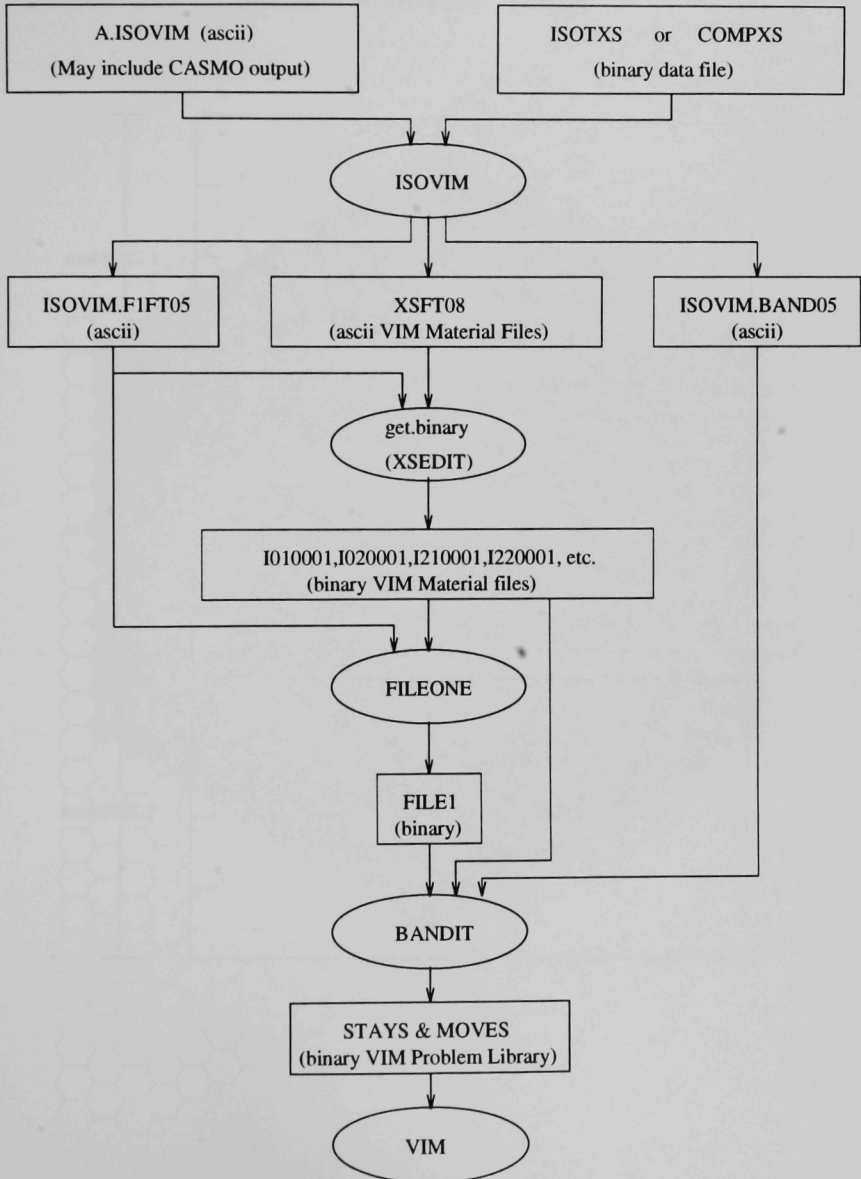 A.ISOVIM (ascii)
(May include CASMO output)
ISOTXS or COMPXS
(binary data file)
ISOVIM
ISOVIM.F1FT05
(ascii)
XSFT08
(ascii VIM Material Files)
ISOVIM.BAND05
(ascii)
get.binary
(XSEDIT)
I010001,I020001,I210001,I220001, etc.
(binary VIM Material files)
FILEONE
FILE1
(binary)
BANDIT
STAYS & MOVES
(binary VIM Problem Library)
VIM